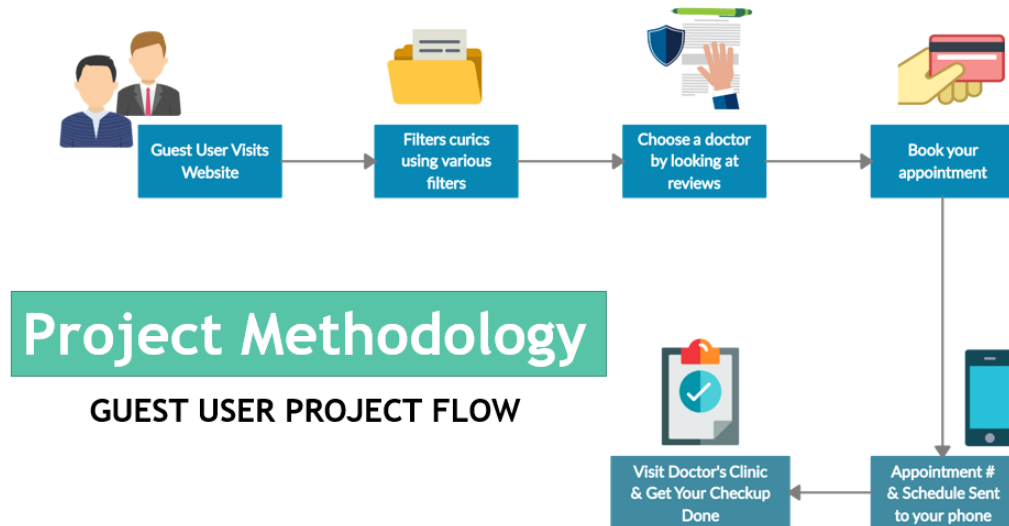 Guest User Visits
Website
Filters curics
using various
filters
Choose a doctor
by looking at
reviews
Book your
appointment
Project Methodology
GUEST USER PROJECT FLOW
Visit Doctor's Clinic
& Get Your Checkup
Done
Appointment #
& Schedule Sent
to your phone